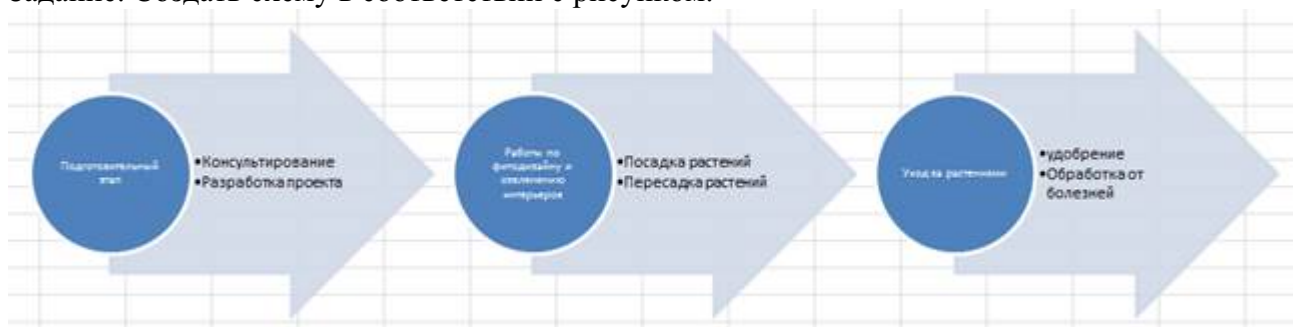 Задание: Создать схему в соответствии с рисунком.
Подготовительный
этап
•Консультирование
•Разработка проекта
Работы по
фитодизайну и
озеленению
интерьеров
•Посадка растений
•Пересадка растений
Уход за растениями
•удобрение
•Обработка от
болезней